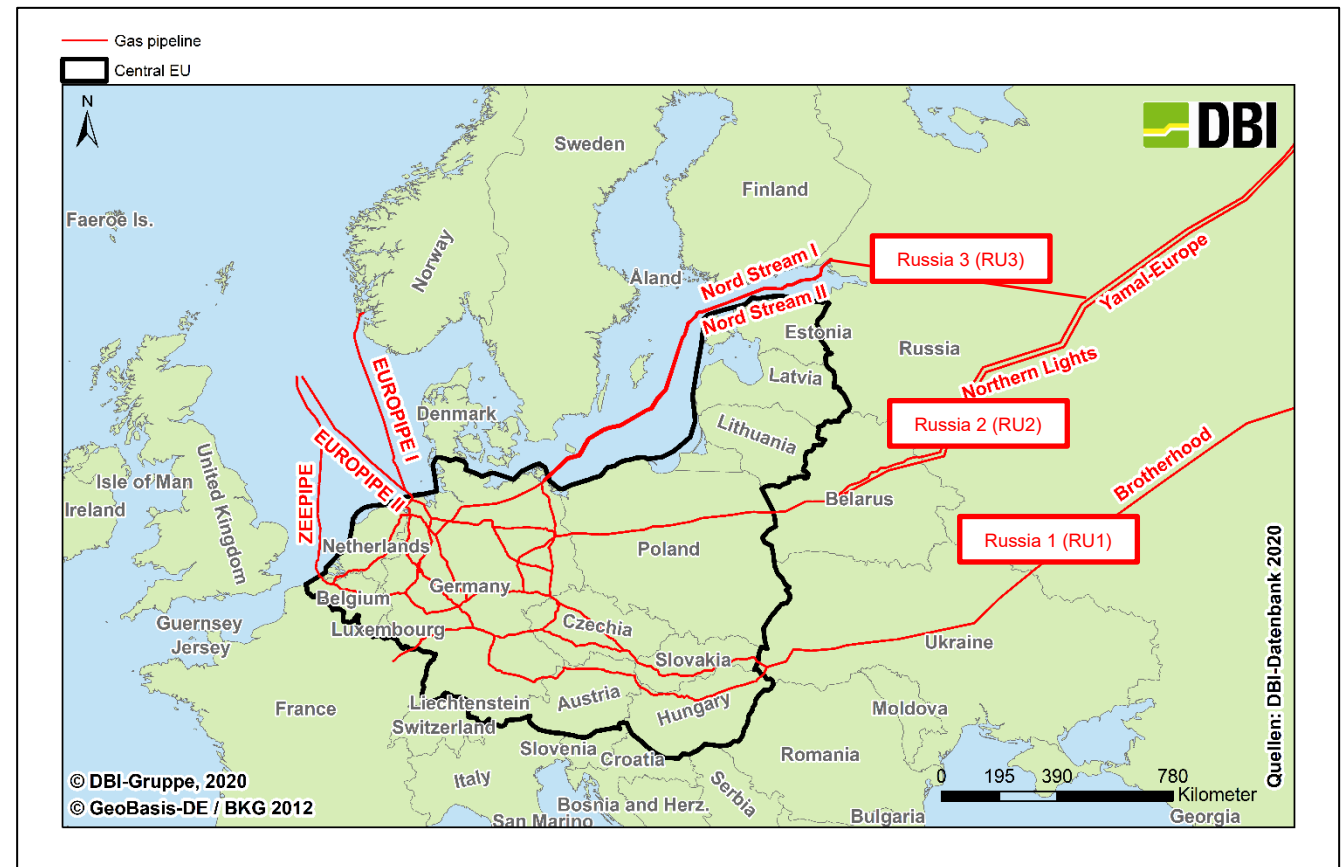 Gas pipeline
Central EU
N
DBI
Sweden
Finland
Faeroe Is.
Norway
Åland
Nord Stream I
Nord Stream II
Russia 3 (RU3)
Yamal-Europe
Estonia
Russia
Latvia
Northern Lights
EUROPIPE I
Denmark
Lithuania
Russia 2 (RU2)
Brotherhood
Isle of Man
Ireland
United Kingdom
ZEEPIPE
EUROPIPE II
Belarus
Netherlands
Poland
Russia 1 (RU1)
Belgium
Germany
Guernsey
Jersey
Luxembourg
Czechia
Ukraine
Slovakia
France
Liechtenstein
Switzerland
Austria
Hungary
Moldova
Slovenia
Croatia
Romania
Italy
Serbia
Bosnia and Herz.
San Marino
Bulgaria
Georgia
0 195 390 780
Kilometer
© DBI-Gruppe, 2020
© GeoBasis-DE / BKG 2012
Quellen: DBI-Datenbank 2020